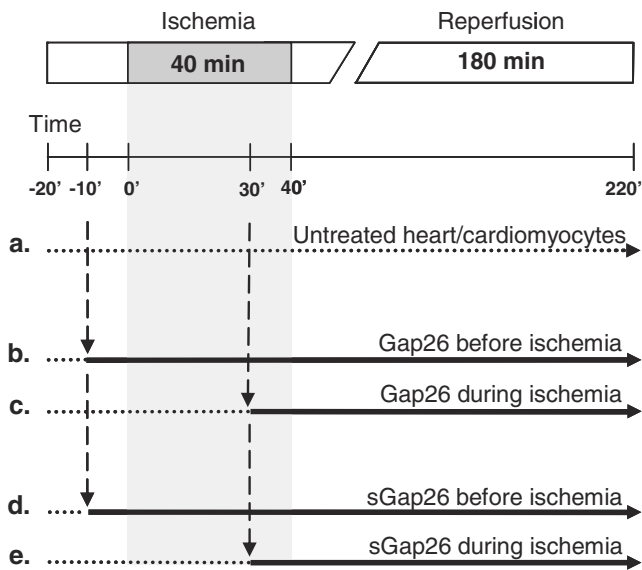 Ischemia Reperfusion
40 min 180 min
Time
-20' -10' 0' 30' 40' 220'
a. Untreated heart/cardiomyocytes
b. Gap26 before ischemia
c. Gap26 during ischemia
d. sGap26 before ischemia
e. sGap26 during ischemia